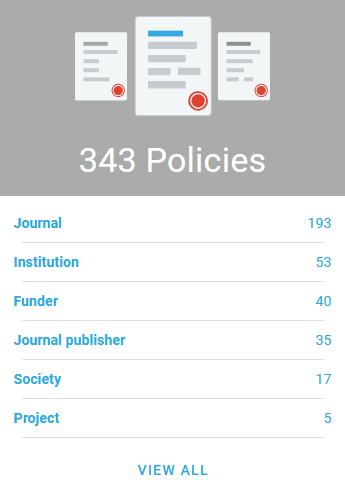 343 Policies
Journal 193
Institution 53
Funder 40
Journal publisher 35
Society 17
Project 5
VIEW ALL